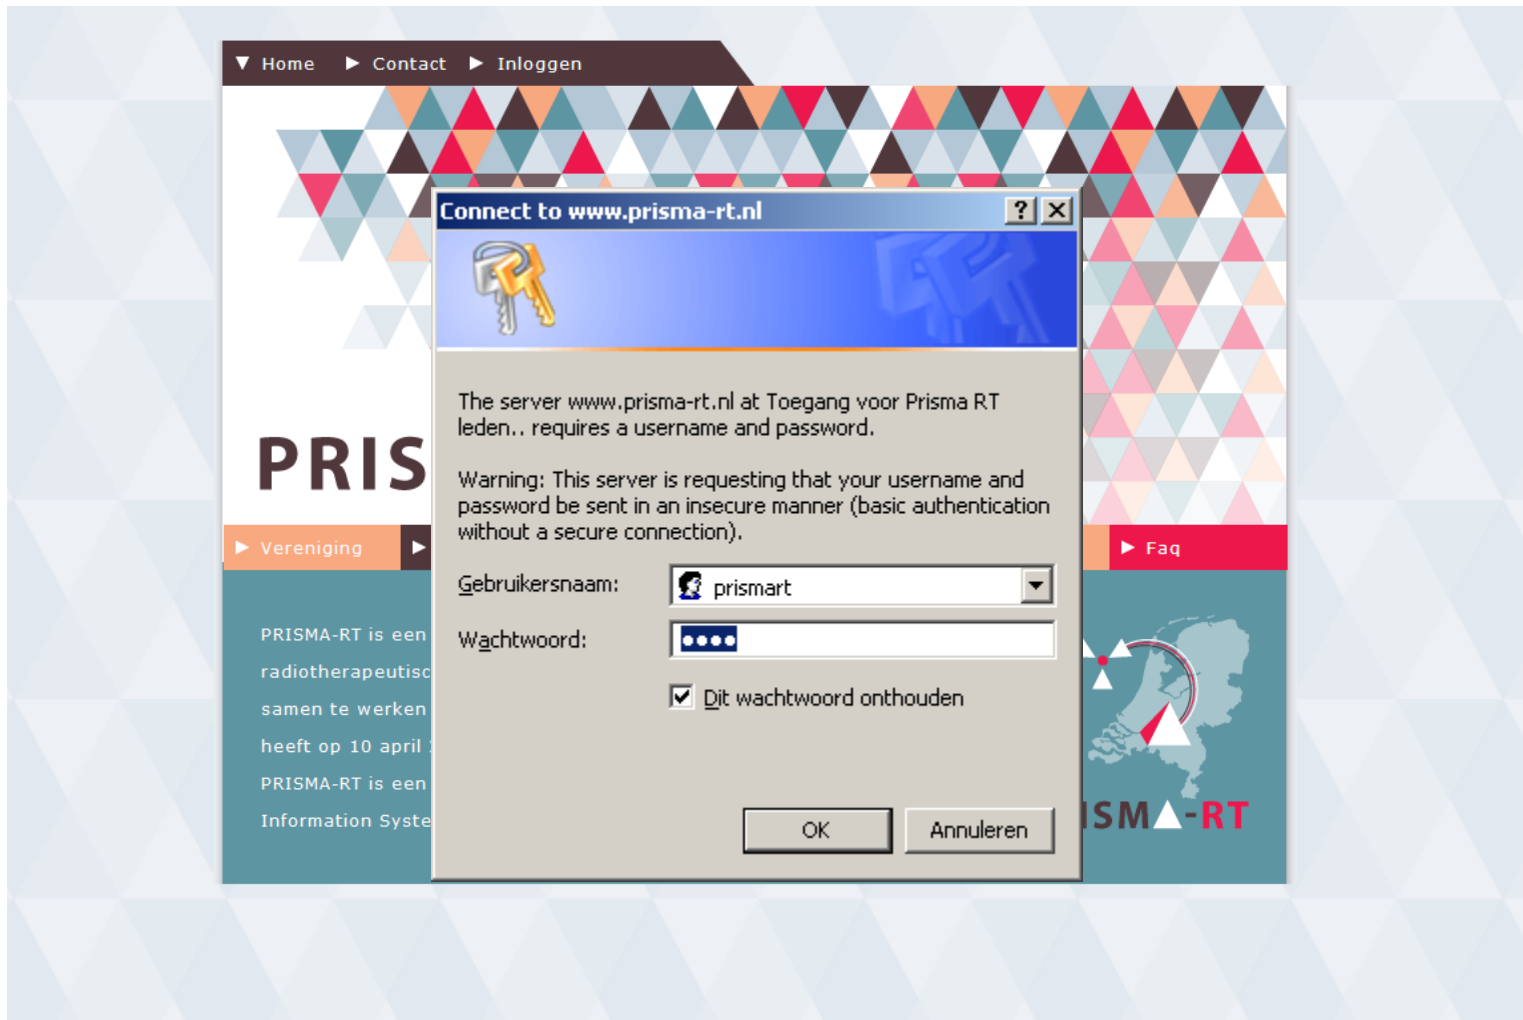 Home Contact Inloggen
Connect to www.prisma-rt.nl
The server www.prisma-rt.nl at Toegang voor Prisma RT
leden.. requires a username and password.
Warning: This server is requesting that your username and
password be sent in an insecure manner (basic authentication
without a secure connection).
Gebruikersnaam: prismart
Wachtwoord: ●●●●
Dit wachtwoord onthouden
OK Annuleren
PRIS
Vereniging
Faq
PRISMA-RT is een
radiotherapeutisc
samen te werken
heeft op 10 april
PRISMA-RT is een
Information Syste
ISMA-RT